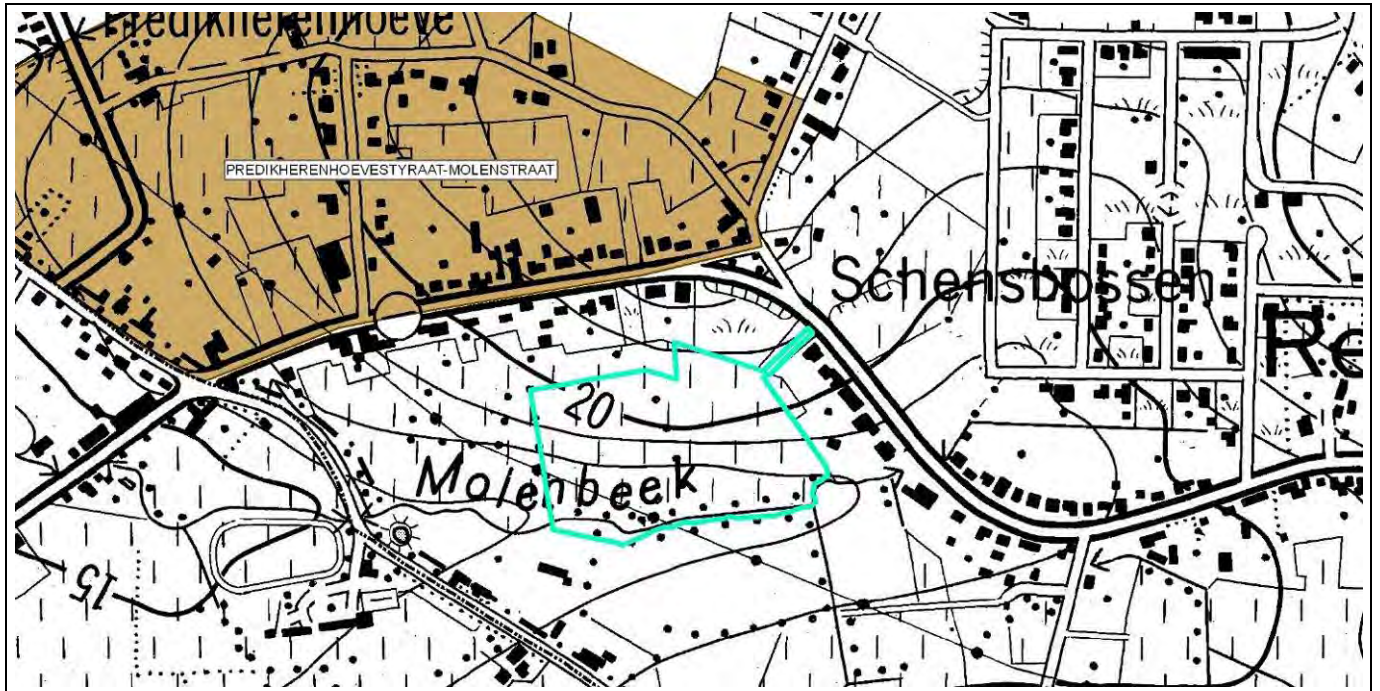 Predikherenhoeve
PREDIKHERENHOEVESTYRAAT-MOLENSTRAAT
Schensbossen
Re
20
Molenbeek
15